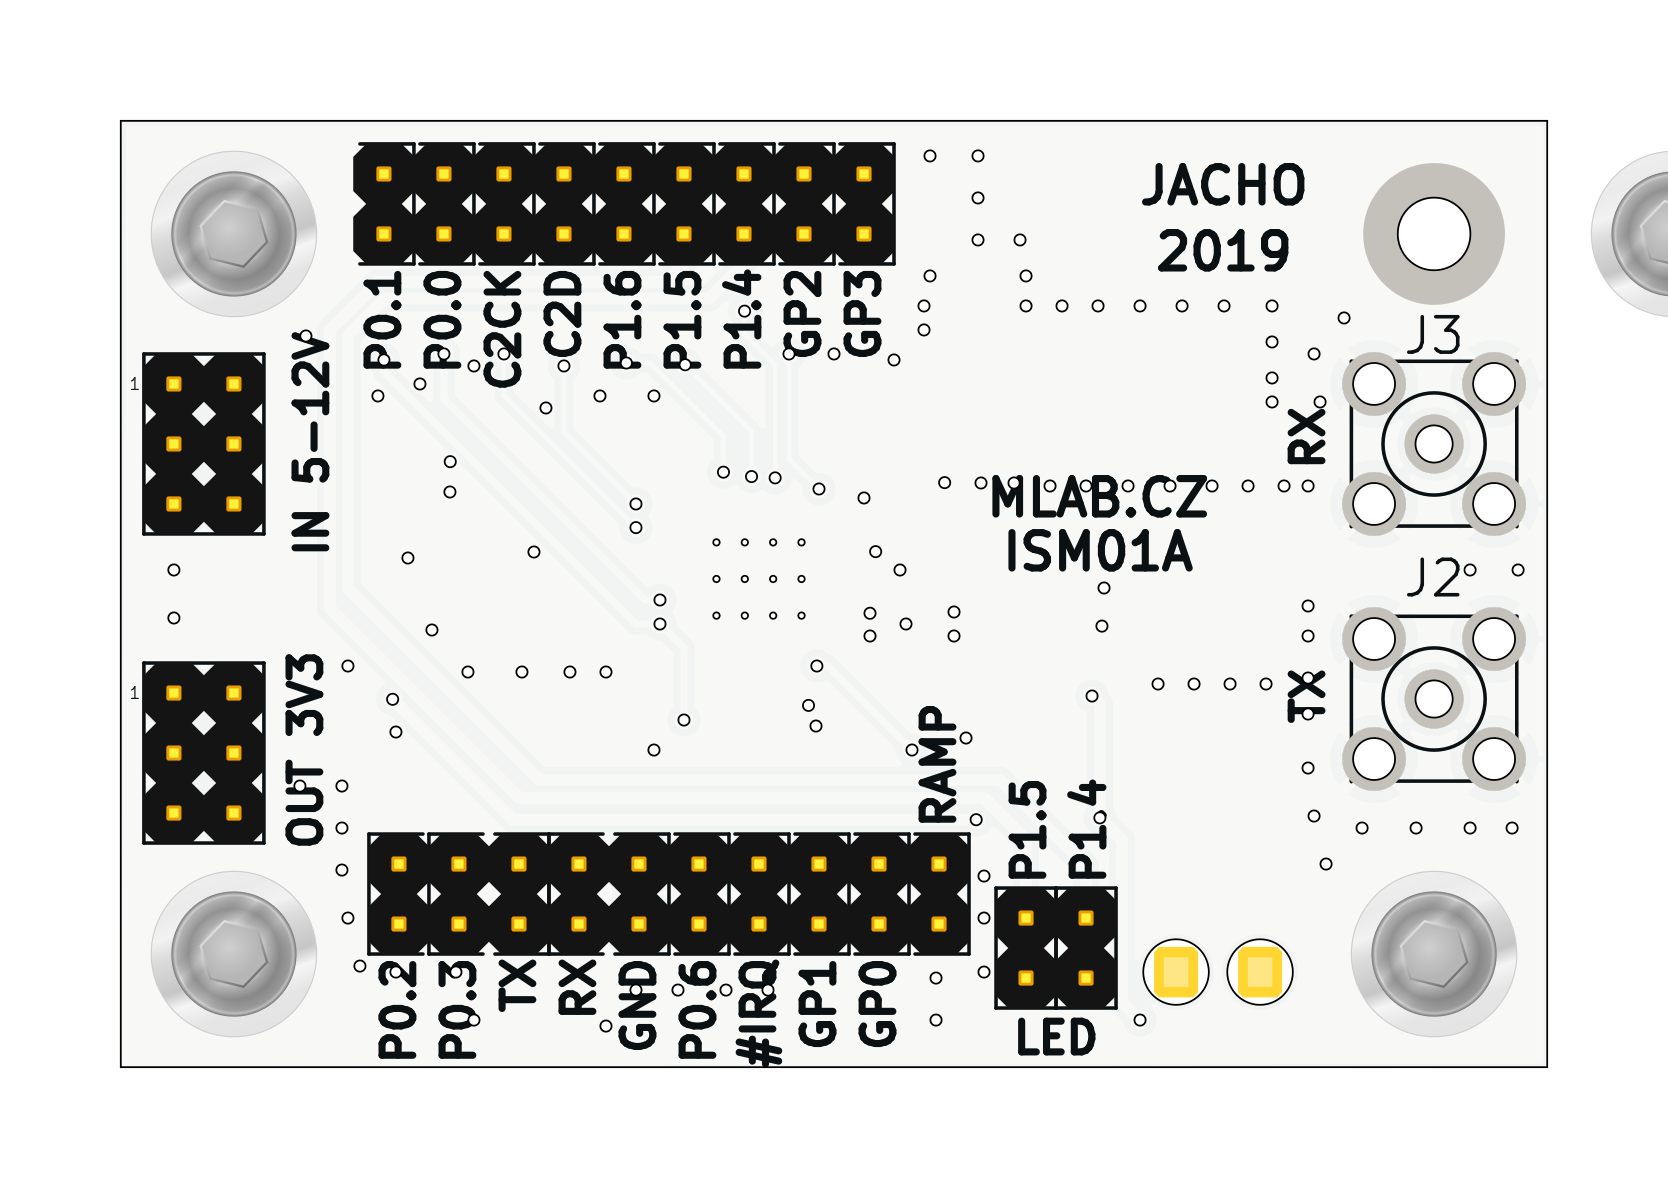 JACHO
2019
P0.1
P0.0
C2CK
C2D
P1.6
P1.5
P1.4
GP2
GP3
J3
1
IN 5-12V
RX
MLAB.CZ
ISM01A
J2
1
OUT 3V3
TX
RAMP
P1.5
P1.4
P0.2
P0.3
TX
RX
GND
P0.6
#IRQ
GP1
GP0
LED